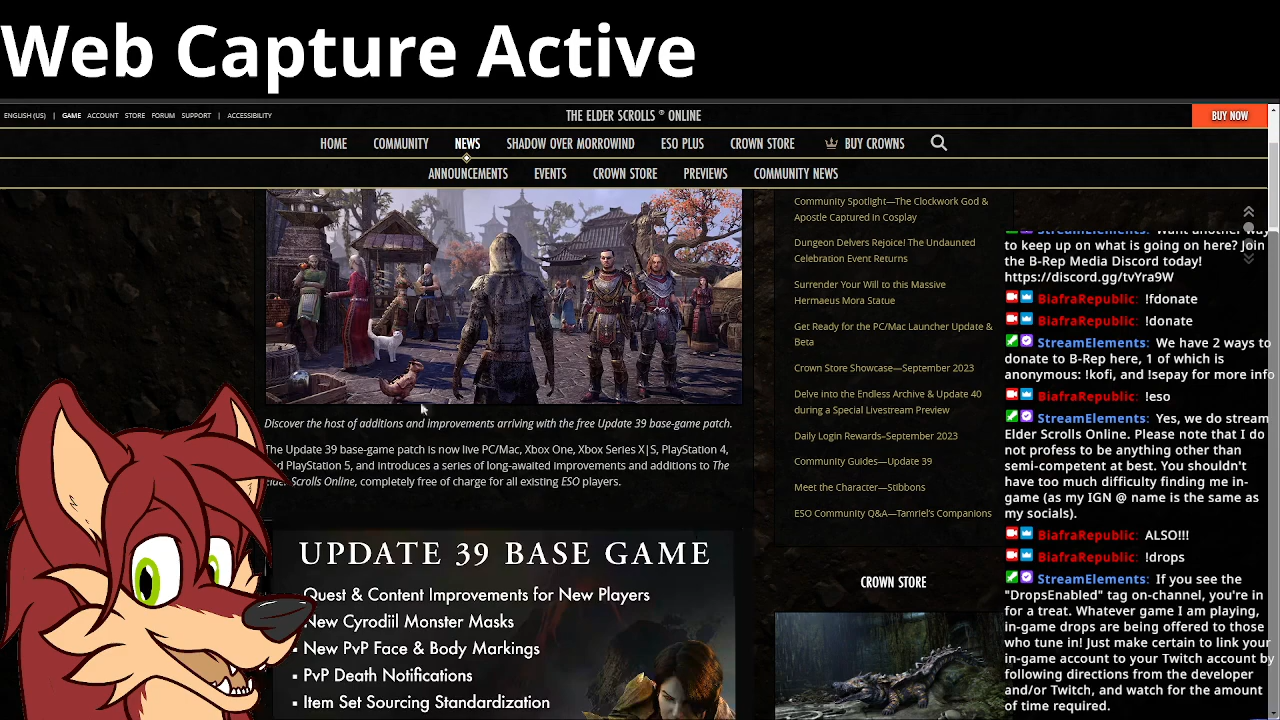 Web Capture Active
ENGLISH (US) | GAME ACCOUNT STORE FORUM SUPPORT | ACCESSIBILITY
THE ELDER SCROLLS ® ONLINE
BUY NOW
HOME COMMUNITY NEWS SHADOW OVER MORROWIND ESO PLUS CROWN STORE BUY CROWNS
ANNOUNCEMENTS EVENTS CROWN STORE PREVIEWS COMMUNITY NEWS
Discover the host of additions and improvements arriving with the free Update 39 base-game patch.
The Update 39 base-game patch is now live PC/Mac, Xbox One, Xbox Series X|S, PlayStation 4,
PlayStation 5, and introduces a series of long-awaited improvements and additions to The
Scrolls Online, completely free of charge for all existing ESO players.
UPDATE 39 BASE GAME
Quest & Content Improvements for New Players
New Cyrodiil Monster Masks
▪ New PvP Face & Body Markings
▪ PvP Death Notifications
▪ Item Set Sourcing Standardization
Community Spotlight—The Clockwork God &
Apostle Captured in Cosplay
Dungeon Delvers Rejoice! The Undaunted
Celebration Event Returns
Surrender Your Will to this Massive
Hermaeus Mora Statue
Get Ready for the PC/Mac Launcher Update &
Beta
Crown Store Showcase—September 2023
Delve into the Endless Archive & Update 40
during a Special Livestream Preview
Daily Login Rewards–September 2023
Community Guides—Update 39
Meet the Character—Stibbons
ESO Community Q&A—Tamriel's Companions
CROWN STORE
StreamElements: Want another way
to keep up on what is going on here? Join
the B-Rep Media Discord today!
https://discord.gg/tvYra9W
BiafraRepublic: !fdonate
BiafraRepublic: !donate
StreamElements: We have 2 ways to
donate to B-Rep here, 1 of which is
anonymous: !kofi, and !sepay for more info
BiafraRepublic: !eso
StreamElements: Yes, we do stream
Elder Scrolls Online. Please note that I do
not profess to be anything other than
semi-competent at best. You shouldn't
have too much difficulty finding me in-
game (as my IGN @ name is the same as
my socials).
BiafraRepublic: ALSO!!!
BiafraRepublic: !drops
StreamElements: If you see the
"DropsEnabled" tag on-channel, you're in
for a treat. Whatever game I am playing,
in-game drops are being offered to those
who tune in! Just make certain to link your
in-game account to your Twitch account by
following directions from the developer
and/or Twitch, and watch for the amount
of time required.